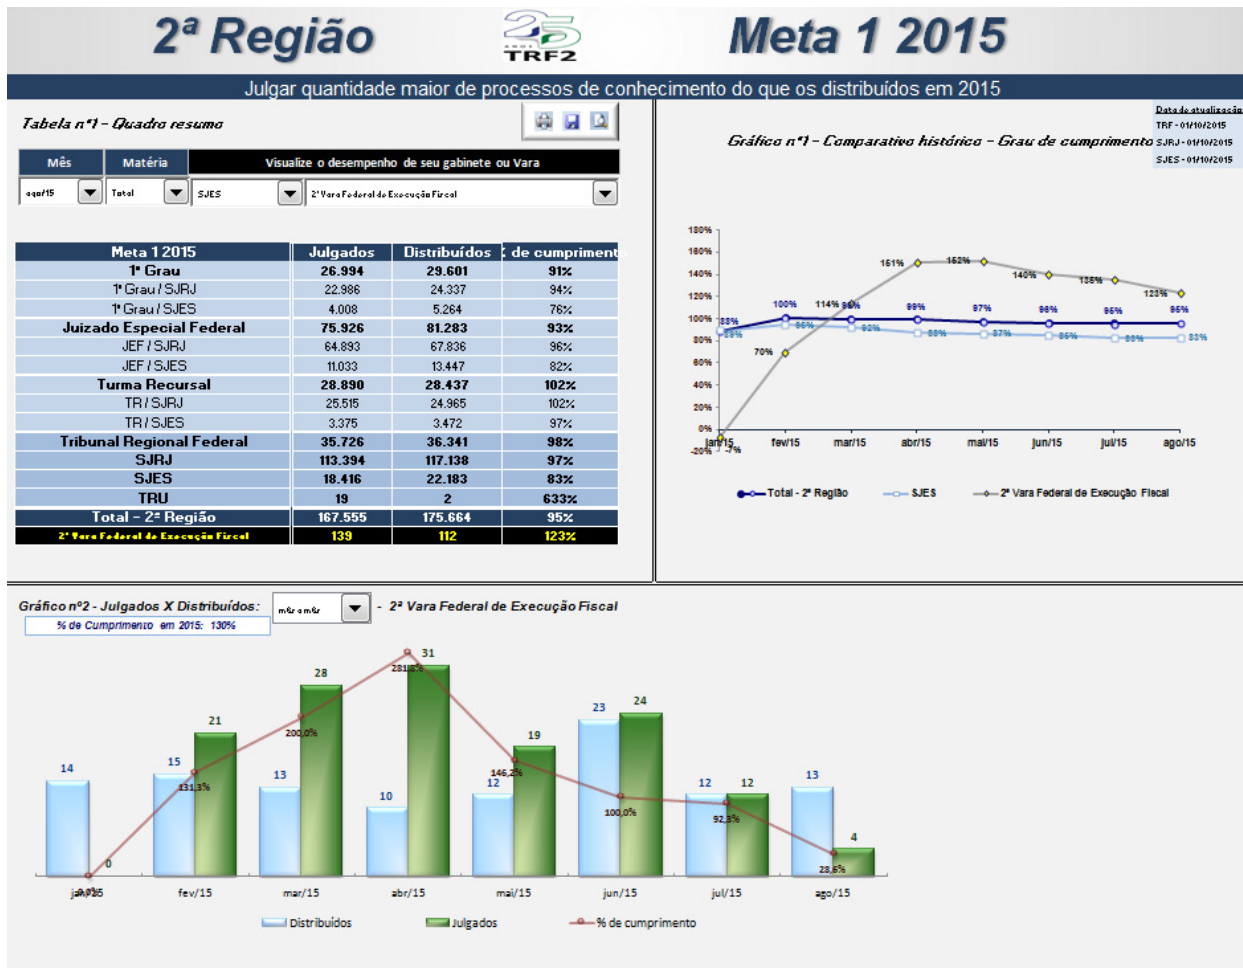 2ª Região
25
ANOS
TRF2
Meta 1 2015
Julgar quantidade maior de processos de conhecimento do que os distribuídos em 2015
Tabela nº1 - Quadro resumo
Mês Matéria Visualize o desempenho de seu gabinete ou Vara
ago/15 Total SJES 2ª Vara Federal de Execução Fiscal
Meta 1 2015 Julgados Distribuídos de cumprimento
1º Grau 26.994 29.601 91%
1º Grau / SJRJ 22.986 24.337 94%
1º Grau / SJES 4.008 5.264 76%
Juizado Especial Federal 75.926 81.283 93%
JEF / SJRJ 64.893 67.836 96%
JEF / SJES 11.033 13.447 82%
Turma Recursal 28.890 28.437 102%
TR / SJRJ 25.515 24.965 102%
TR / SJES 3.375 3.472 97%
Tribunal Regional Federal 35.726 36.341 98%
SJRJ 113.394 117.138 97%
SJES 18.416 22.183 83%
TRU 19 2 633%
Total - 2ª Região 167.555 175.664 95%
2ª Vara Federal de Execução Fiscal 139 112 123%
Data de atualização
TRF - 01/10/2015
SJRJ - 01/10/2015
SJES - 01/10/2015
Gráfico nº1 - Comparativo histórico - Grau de cumprimento
180%
160%
140%
120%
100%
80%
60%
40%
20%
0%
-20%
151% 152% 140% 135% 123%
88% 100% 114% 99% 99% 97% 96% 95% 95%
89% 95% 92% 88% 87% 85% 83% 83%
70%
-7%
jan/15 fev/15 mar/15 abr/15 mai/15 jun/15 jul/15 ago/15
Total - 2ª Região SJES 2ª Vara Federal de Execução Fiscal
Gráfico nº2 - Julgados X Distribuídos: mês a mês - 2ª Vara Federal de Execução Fiscal
% de Cumprimento em 2015: 130%
14 15 13 10 12 23 12 13
0 21 28 31 19 24 12 4
0,0% 131,3% 200,0% 281,8% 146,2% 100,0% 92,3% 28,6%
jan/15 fev/15 mar/15 abr/15 mai/15 jun/15 jul/15 ago/15
Distribuídos Julgados % de cumprimento